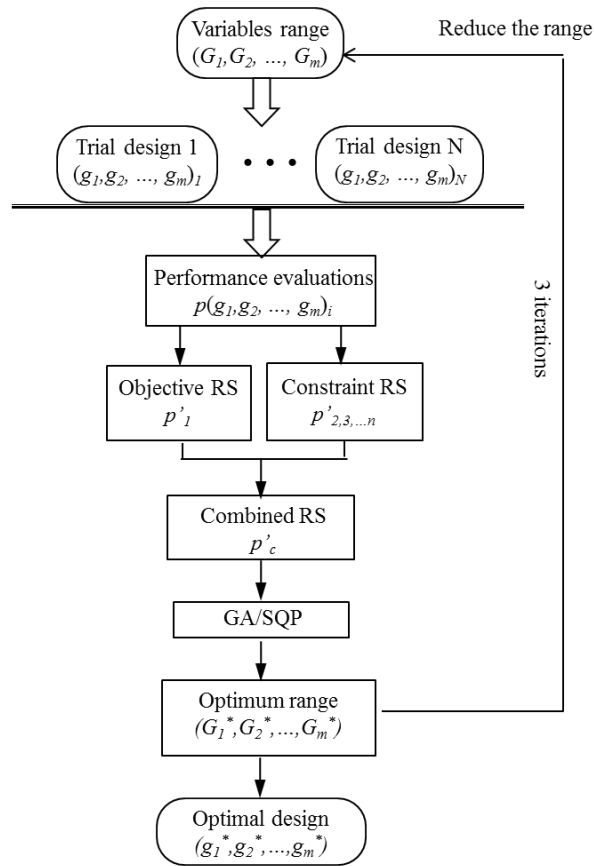 Variables range
Reduce the range
(G1,G2, ..., Gm)
Trial design 1
(g1,g2, ..., gm)1
• • •
Trial design N
(g1,g2, ..., gm)N
Performance evaluations
p(g1,g2, ..., gm)i
3 iterations
Objective RS
p'1
Constraint RS
p'2,3,...n
Combined RS
p'c
GA/SQP
Optimum range
(G1*,G2*,...,Gm*)
Optimal design
(g1*,g2*,...,gm*)